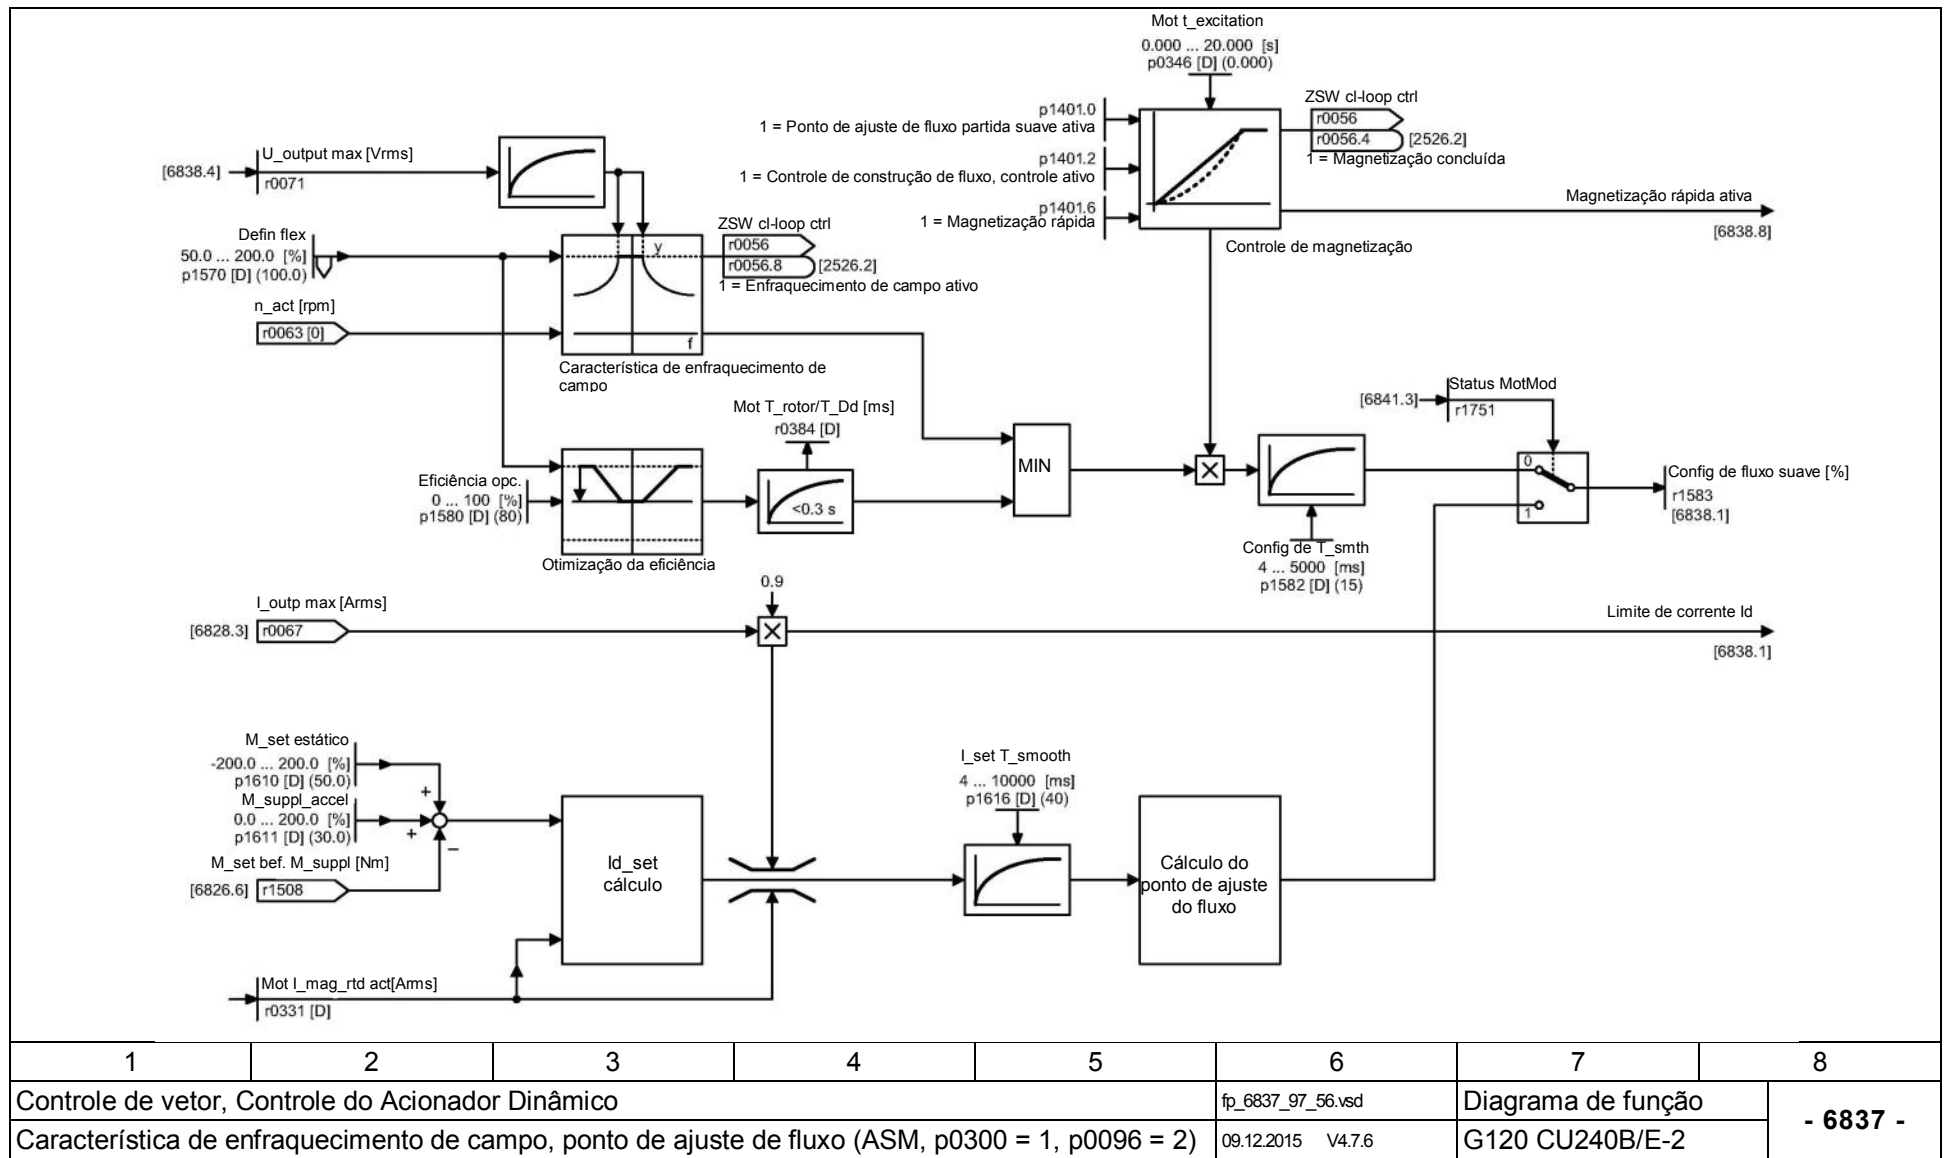 Mot t_excitation
0.000 ... 20.000 [s]
p0346 [D] (0.000)
p1401.0
1 = Ponto de ajuste de fluxo partida suave ativa
p1401.2
1 = Controle de construção de fluxo, controle ativo
p1401.6
1 = Magnetização rápida
ZSW cl-loop ctrl
r0056
r0056.4
[2526.2]
1 = Magnetização concluída
Magnetização rápida ativa
[6838.8]
Controle de magnetização
[6838.4]
U_output max [Vrms]
r0071
Defin flex
50.0 ... 200.0 [%]
p1570 [D] (100.0)
n_act [rpm]
r0063 [0]
y
f
ZSW cl-loop ctrl
r0056
r0056.8
[2526.2]
1 = Enfraquecimento de campo ativo
Característica de enfraquecimento de
campo
Mot T_rotor/T_Dd [ms]
r0384 [D]
<0.3 s
Eficiência opc.
0 ... 100 [%]
p1580 [D] (80)
Otimização da eficiência
MIN
[6841.3]
Status MotMod
r1751
0
1
Config de fluxo suave [%]
r1583
[6838.1]
Config de T_smth
4 ... 5000 [ms]
p1582 [D] (15)
0.9
I_outp max [Arms]
[6828.3]
r0067
Limite de corrente Id
[6838.1]
M_set estático
-200.0 ... 200.0 [%]
p1610 [D] (50.0)
+
M_suppl_accel
0.0 ... 200.0 [%]
p1611 [D] (30.0)
+
–
M_set bef. M_suppl [Nm]
[6826.6]
r1508
Id_set
cálculo
I_set T_smooth
4 ... 10000 [ms]
p1616 [D] (40)
Cálculo do
ponto de ajuste
do fluxo
Mot I_mag_rtd act[Arms]
r0331 [D]
1 2 3 4 5 6 7 8
Controle de vetor, Controle do Acionador Dinâmico
fp_6837_97_56.vsd
Diagrama de função
- 6837 -
Característica de enfraquecimento de campo, ponto de ajuste de fluxo (ASM, p0300 = 1, p0096 = 2)
09.12.2015 V4.7.6
G120 CU240B/E-2